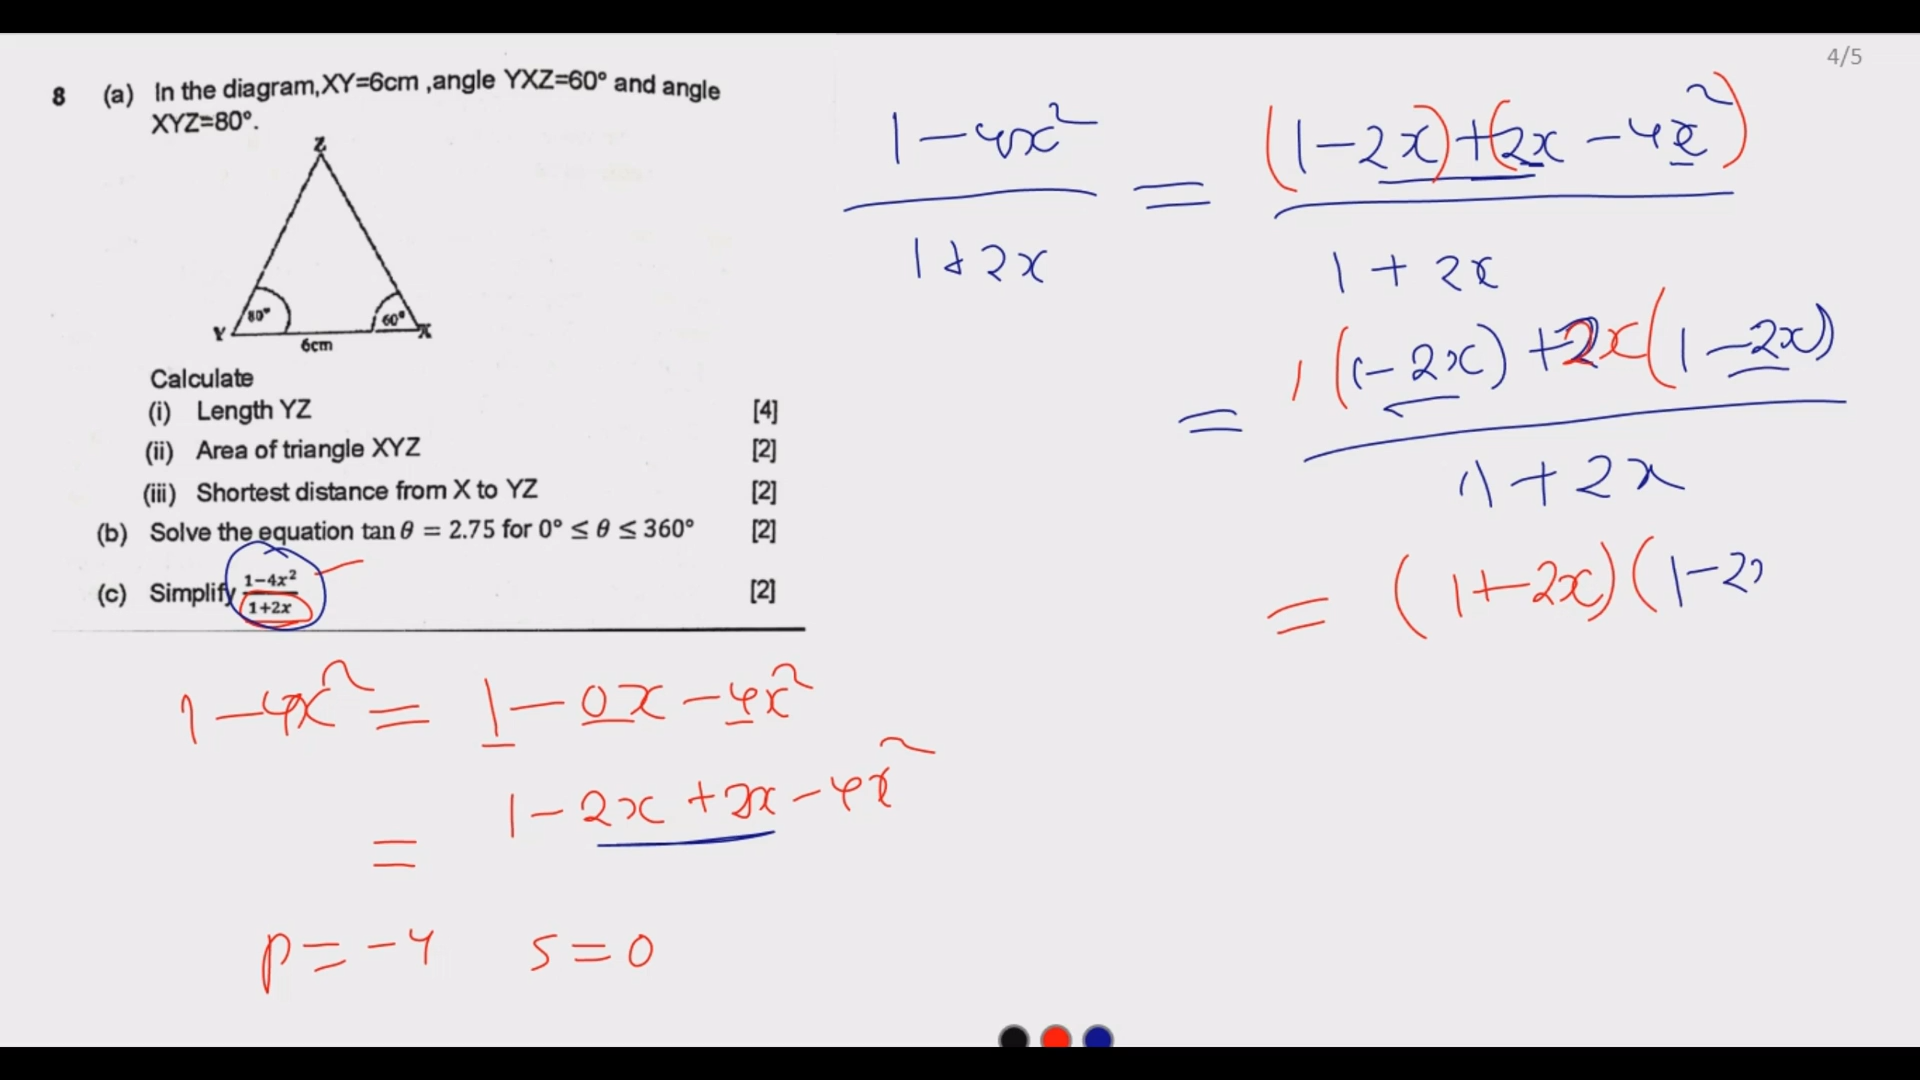 4/5
8 (a) In the diagram,XY=6cm ,angle YXZ=60° and angle
XYZ=80°.
Z
80°
60°
Y
X
6cm
Calculate
(i) Length YZ [4]
(ii) Area of triangle XYZ [2]
(iii) Shortest distance from X to YZ [2]
(b) Solve the equation tan θ = 2.75 for 0° ≤ θ ≤ 360° [2]
(c) Simplify (1−4x²)/(1+2x) [2]
1 − 4x² = 1 − 0x − 4x²
= 1 − 2x + 2x − 4x²
p = −4 s = 0
(1 − 4x²)/(1 + 2x) = ((1 − 2x) + (2x − 4x²))/(1 + 2x)
= (1(1 − 2x) + 2x(1 − 2x))/(1 + 2x)
= (1 + 2x)(1 − 2x